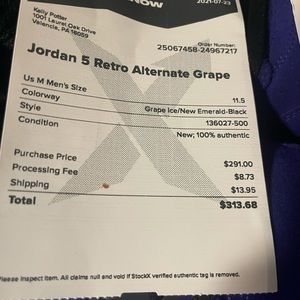 NOW
2021-07-23
Kelly Potter
1001 Laurel Oak Drive
Valencia, PA 16059
Order Number:
25067458-24967217
Jordan 5 Retro Alternate Grape
Us M Men's Size 11.5
Colorway Grape Ice/New Emerald-Black
Style 136027-500
Condition New; 100% authentic
Purchase Price $291.00
Processing Fee $8.73
Shipping $13.95
Total $313.68
Please inspect item. All claims null and void if StockX verified authentic tag is removed.